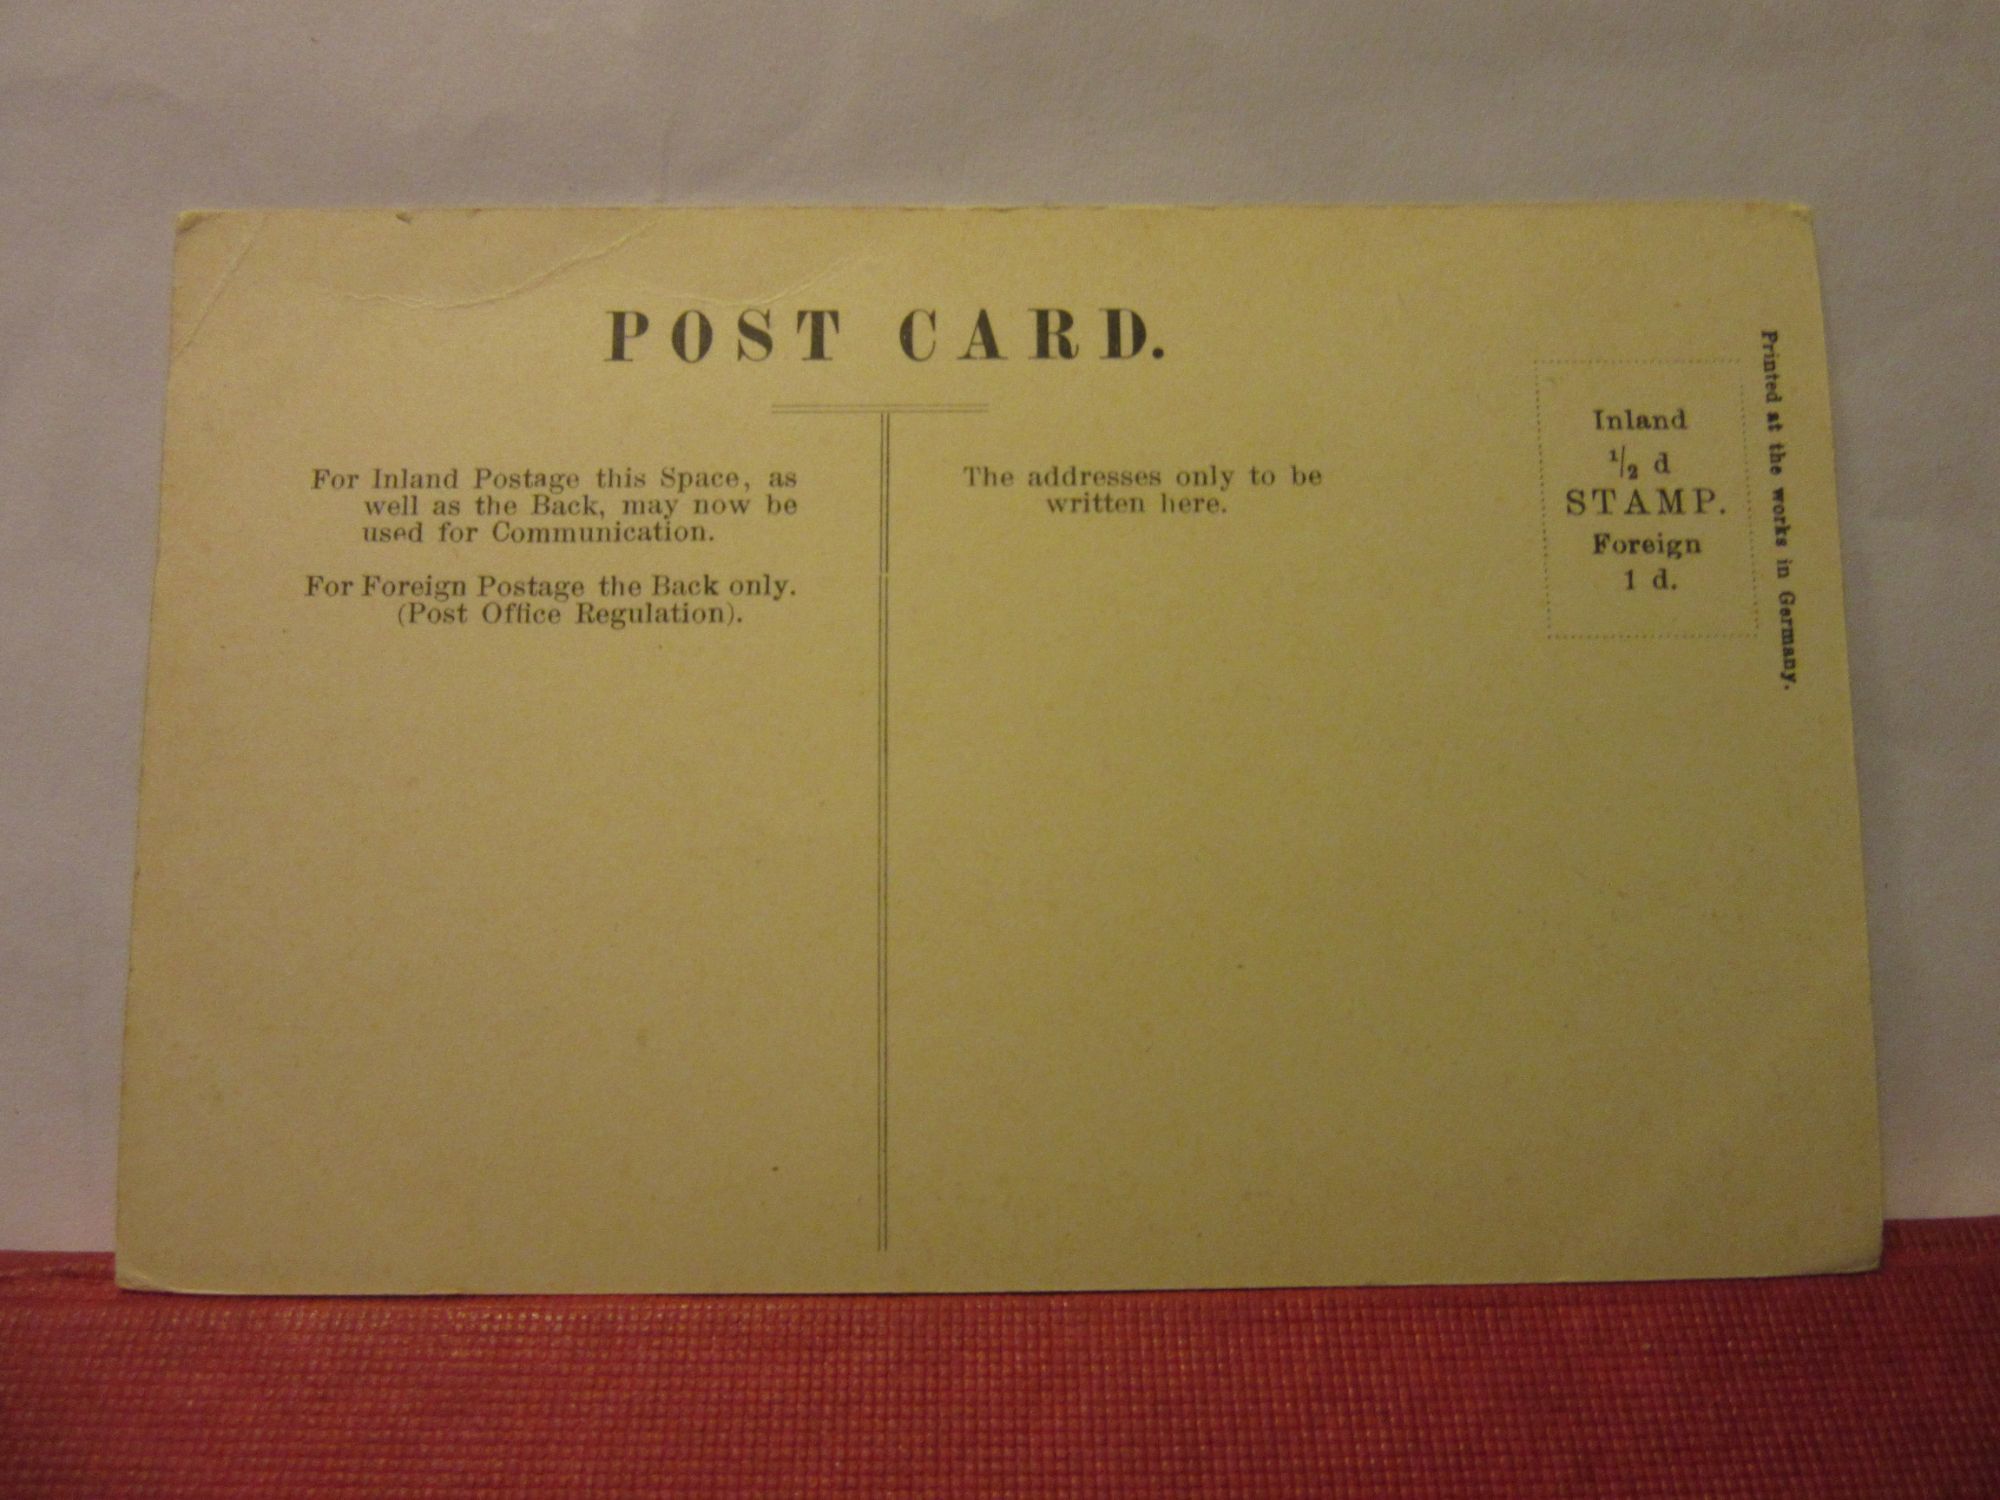 POST CARD.
For Inland Postage this Space, as
well as the Back, may now be
used for Communication.
For Foreign Postage the Back only.
(Post Office Regulation).
The addresses only to be
written here.
Inland
1/2 d
STAMP.
Foreign
1 d.
Printed at the works in Germany.